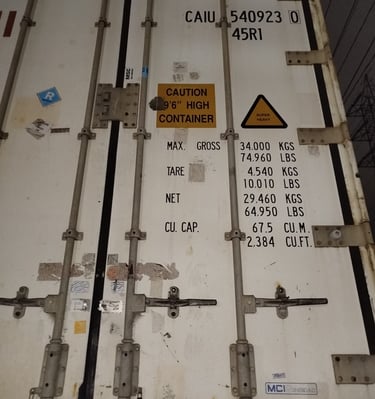 CAIU 540923 0
45R1
CAUTION
9'6" HIGH
CONTAINER
SUPER
HEAVY
MAX. GROSS 34.000 KGS
74.960 LBS
TARE 4.540 KGS
10.010 LBS
NET 29.460 KGS
64.950 LBS
CU. CAP. 67.5 CU.M.
2.384 CU.FT.
MCI